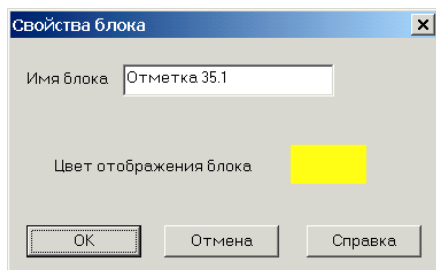 Свойства блока
Имя блока Отметка 35.1
Цвет отображения блока
OK Отмена Справка